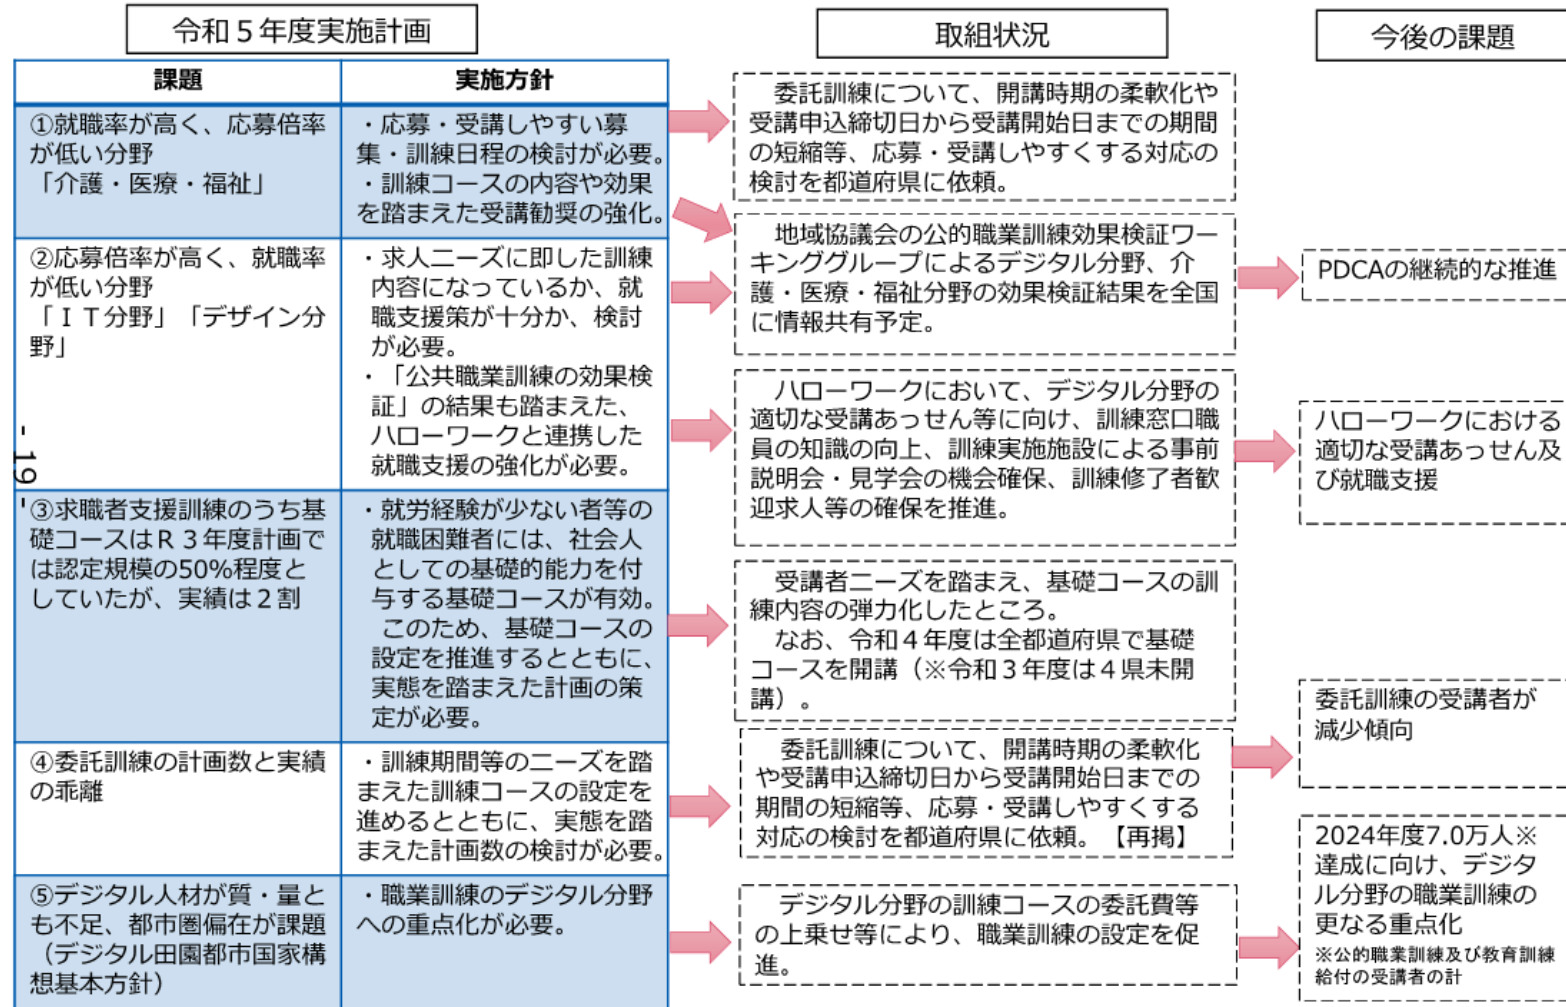 令和５年度実施計画
課題
実施方針
①就職率が高く、応募倍率
が低い分野
「介護・医療・福祉」
・応募・受講しやすい募
集・訓練日程の検討が必要。
・訓練コースの内容や効果
を踏まえた受講勧奨の強化。
②応募倍率が高く、就職率
が低い分野
「ＩＴ分野」「デザイン分
野」
・求人ニーズに即した訓練
内容になっているか、就
職支援策が十分か、検討
が必要。
・「公共職業訓練の効果検
証」の結果も踏まえた、
ハローワークと連携した
就職支援の強化が必要。
- 19 -
③求職者支援訓練のうち基
礎コースはＲ３年度計画で
は認定規模の50%程度と
していたが、実績は２割
・就労経験が少ない者等の
就職困難者には、社会人
としての基礎的能力を付
与する基礎コースが有効。
このため、基礎コースの
設定を推進するとともに、
実態を踏まえた計画の策
定が必要。
④委託訓練の計画数と実績
の乖離
・訓練期間等のニーズを踏
まえた訓練コースの設定を
進めるとともに、実態を踏
まえた計画数の検討が必要。
⑤デジタル人材が質・量と
も不足、都市圏偏在が課題
（デジタル田園都市国家構
想基本方針）
・職業訓練のデジタル分野
への重点化が必要。
取組状況
委託訓練について、開講時期の柔軟化や
受講申込締切日から受講開始日までの期間
の短縮等、応募・受講しやすくする対応の
検討を都道府県に依頼。
地域協議会の公的職業訓練効果検証ワー
キンググループによるデジタル分野、介
護・医療・福祉分野の効果検証結果を全国
に情報共有予定。
ハローワークにおいて、デジタル分野の
適切な受講あっせん等に向け、訓練窓口職
員の知識の向上、訓練実施施設による事前
説明会・見学会の機会確保、訓練修了者歓
迎求人等の確保を推進。
受講者ニーズを踏まえ、基礎コースの訓
練内容の弾力化したところ。
なお、令和４年度は全都道府県で基礎
コースを開講（※令和３年度は４県未開
講）。
委託訓練について、開講時期の柔軟化
や受講申込締切日から受講開始日までの
期間の短縮等、応募・受講しやすくする
対応の検討を都道府県に依頼。【再掲】
デジタル分野の訓練コースの委託費等
の上乗せ等により、職業訓練の設定を促
進。
今後の課題
PDCAの継続的な推進
ハローワークにおける
適切な受講あっせん及
び就職支援
委託訓練の受講者が
減少傾向
2024年度7.0万人※
達成に向け、デジタ
ル分野の職業訓練の
更なる重点化
※公的職業訓練及び教育訓練
給付の受講者の計